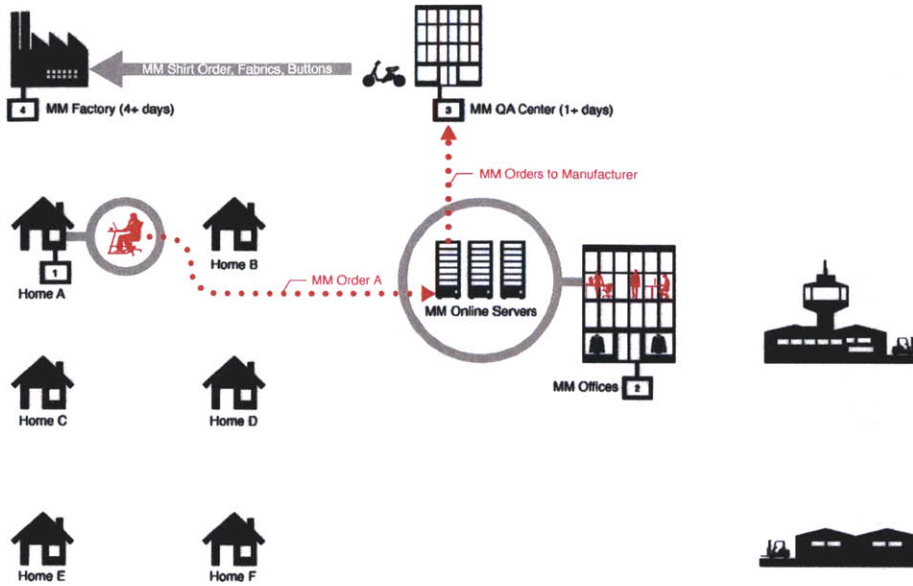 MM Shirt Order, Fabrics, Buttons
4
MM Factory (4+ days)
3
MM QA Center (1+ days)
MM Orders to Manufacturer
1
Home A
Home B
MM Order A
MM Online Servers
Home C
Home D
MM Offices
2
Home E
Home F